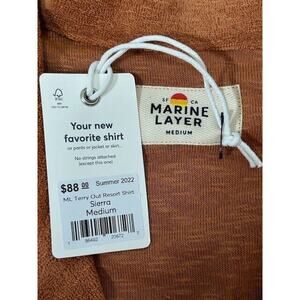 FSC
Your new
favorite shirt
or pants or jacket or skirt...
No strings attached
(except this one)
$88.00 Summer 2022
ML Terry Out Resort Shirt
Sierra
Medium
SF CA
MARINE
LAYER
MEDIUM